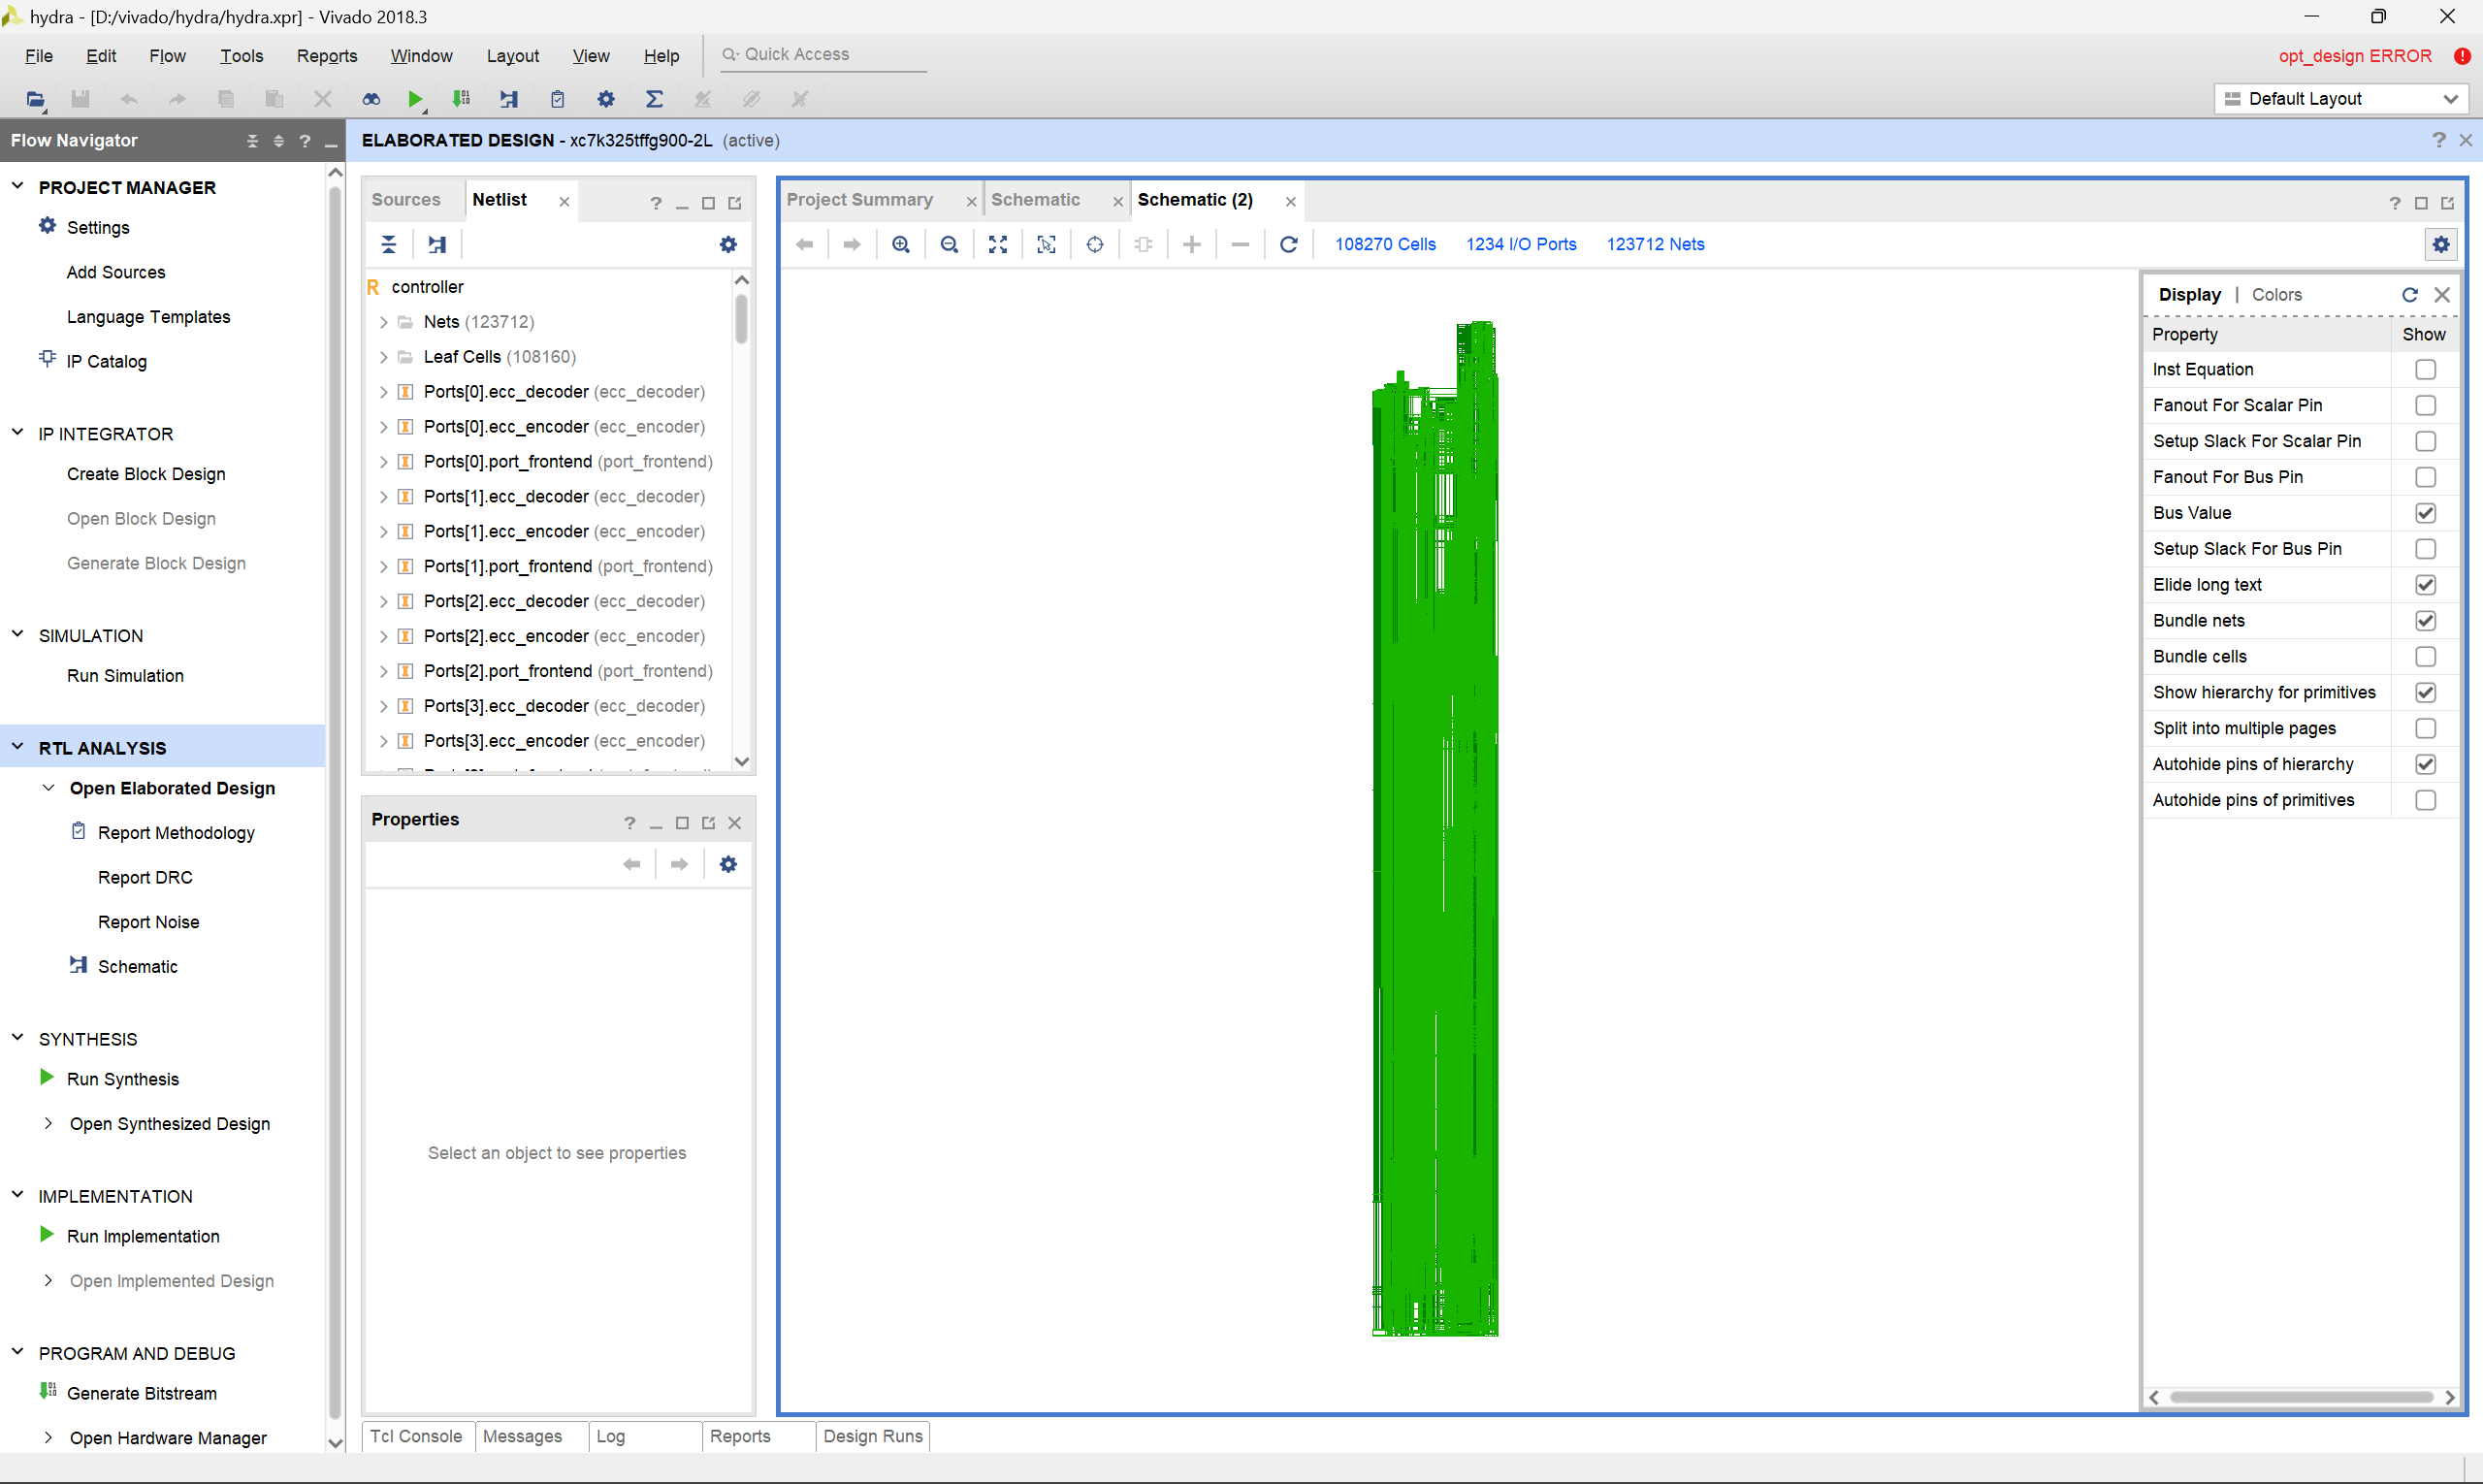 hydra - [D:/vivado/hydra/hydra.xpr] - Vivado 2018.3
File Edit Flow Tools Reports Window Layout View Help Quick Access
opt_design ERROR
Default Layout
Flow Navigator
ELABORATED DESIGN - xc7k325tffg900-2L (active)
PROJECT MANAGER
Settings
Add Sources
Language Templates
IP Catalog
IP INTEGRATOR
Create Block Design
Open Block Design
Generate Block Design
SIMULATION
Run Simulation
RTL ANALYSIS
Open Elaborated Design
Report Methodology
Report DRC
Report Noise
Schematic
SYNTHESIS
Run Synthesis
Open Synthesized Design
IMPLEMENTATION
Run Implementation
Open Implemented Design
PROGRAM AND DEBUG
Generate Bitstream
Open Hardware Manager
Sources Netlist
R controller
Nets (123712)
Leaf Cells (108160)
Ports[0].ecc_decoder (ecc_decoder)
Ports[0].ecc_encoder (ecc_encoder)
Ports[0].port_frontend (port_frontend)
Ports[1].ecc_decoder (ecc_decoder)
Ports[1].ecc_encoder (ecc_encoder)
Ports[1].port_frontend (port_frontend)
Ports[2].ecc_decoder (ecc_decoder)
Ports[2].ecc_encoder (ecc_encoder)
Ports[2].port_frontend (port_frontend)
Ports[3].ecc_decoder (ecc_decoder)
Ports[3].ecc_encoder (ecc_encoder)
Properties
Select an object to see properties
Project Summary Schematic Schematic (2)
108270 Cells 1234 I/O Ports 123712 Nets
Display | Colors
Property Show
Inst Equation
Fanout For Scalar Pin
Setup Slack For Scalar Pin
Fanout For Bus Pin
Bus Value
Setup Slack For Bus Pin
Elide long text
Bundle nets
Bundle cells
Show hierarchy for primitives
Split into multiple pages
Autohide pins of hierarchy
Autohide pins of primitives
Tcl Console Messages Log Reports Design Runs